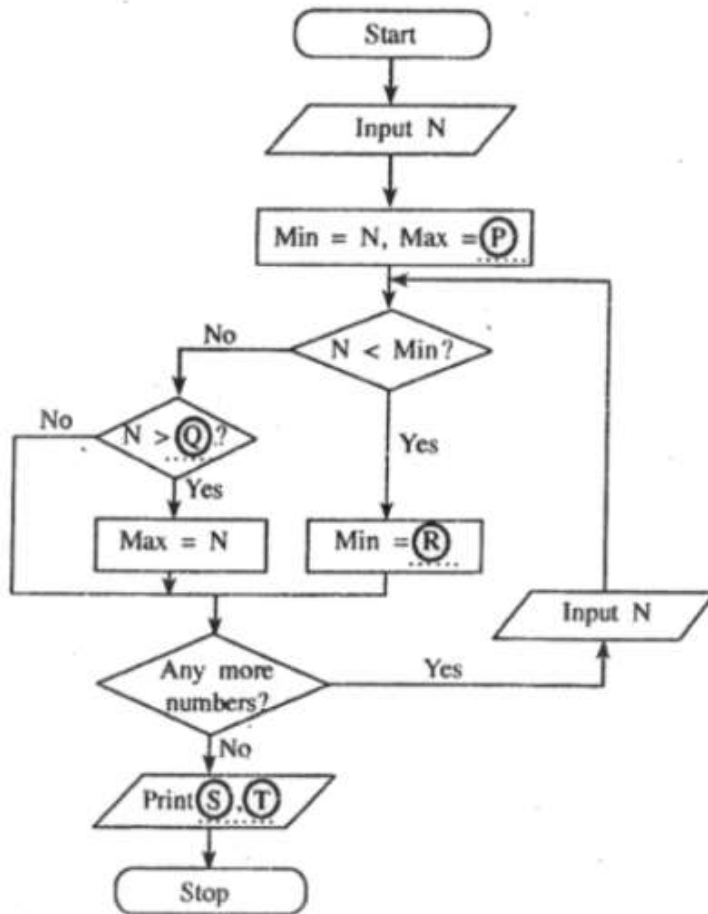 Start
Input N
Min = N, Max = P
N < Min?
No
Yes
N > Q ?
No
Yes
Max = N
Min = R
Input N
Any more
numbers?
Yes
No
Print S , T
Stop